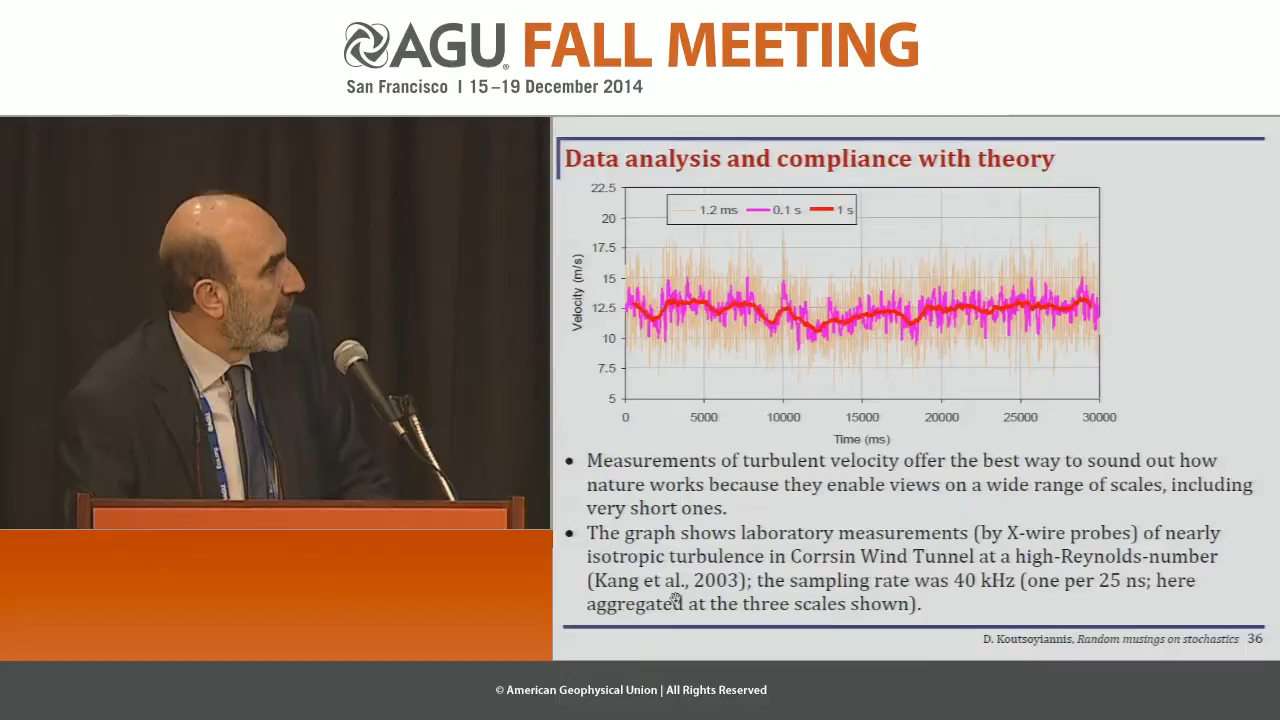 AGU FALL MEETING
San Francisco | 15–19 December 2014
Data analysis and compliance with theory
22.5
20
17.5
15
12.5
10
7.5
5
Velocity (m/s)
1.2 ms 0.1 s 1 s
0 5000 10000 15000 20000 25000 30000
Time (ms)
• Measurements of turbulent velocity offer the best way to sound out how
nature works because they enable views on a wide range of scales, including
very short ones.
• The graph shows laboratory measurements (by X-wire probes) of nearly
isotropic turbulence in Corrsin Wind Tunnel at a high-Reynolds-number
(Kang et al., 2003); the sampling rate was 40 kHz (one per 25 ns; here
aggregated at the three scales shown).
D. Koutsoyiannis, Random musings on stochastics 36
AGU
© American Geophysical Union | All Rights Reserved